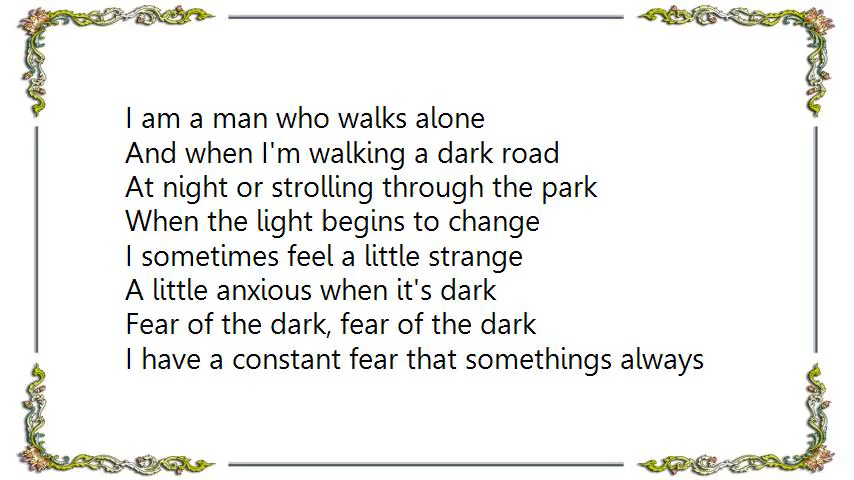 I am a man who walks alone
And when I'm walking a dark road
At night or strolling through the park
When the light begins to change
I sometimes feel a little strange
A little anxious when it's dark
Fear of the dark, fear of the dark
I have a constant fear that somethings always